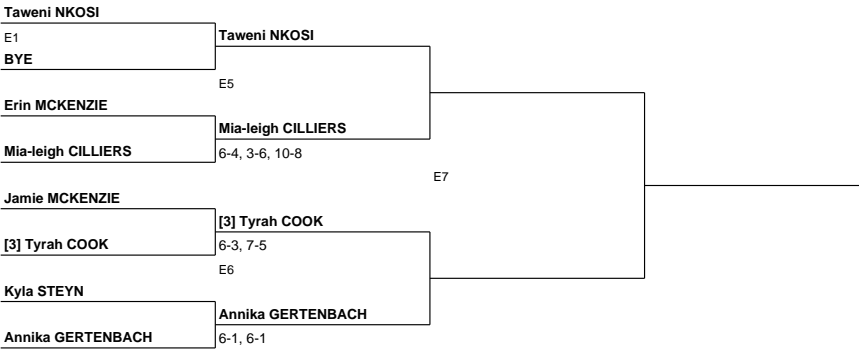 Taweni NKOSI
E1
Taweni NKOSI
BYE
E5
Erin MCKENZIE
Mia-leigh CILLIERS
Mia-leigh CILLIERS
6-4, 3-6, 10-8
E7
Jamie MCKENZIE
[3] Tyrah COOK
[3] Tyrah COOK
6-3, 7-5
E6
Kyla STEYN
Annika GERTENBACH
Annika GERTENBACH
6-1, 6-1